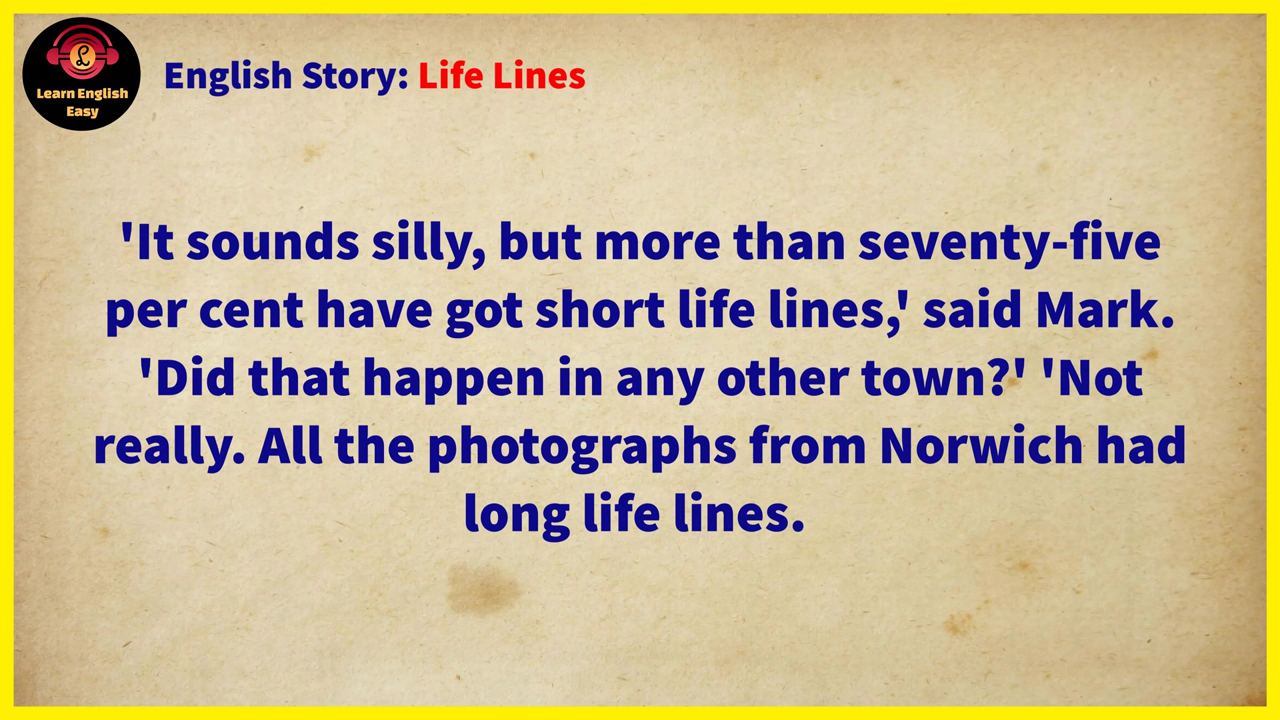 Learn English
Easy
English Story: Life Lines
'It sounds silly, but more than seventy-five
per cent have got short life lines,' said Mark.
'Did that happen in any other town?' 'Not
really. All the photographs from Norwich had
long life lines.